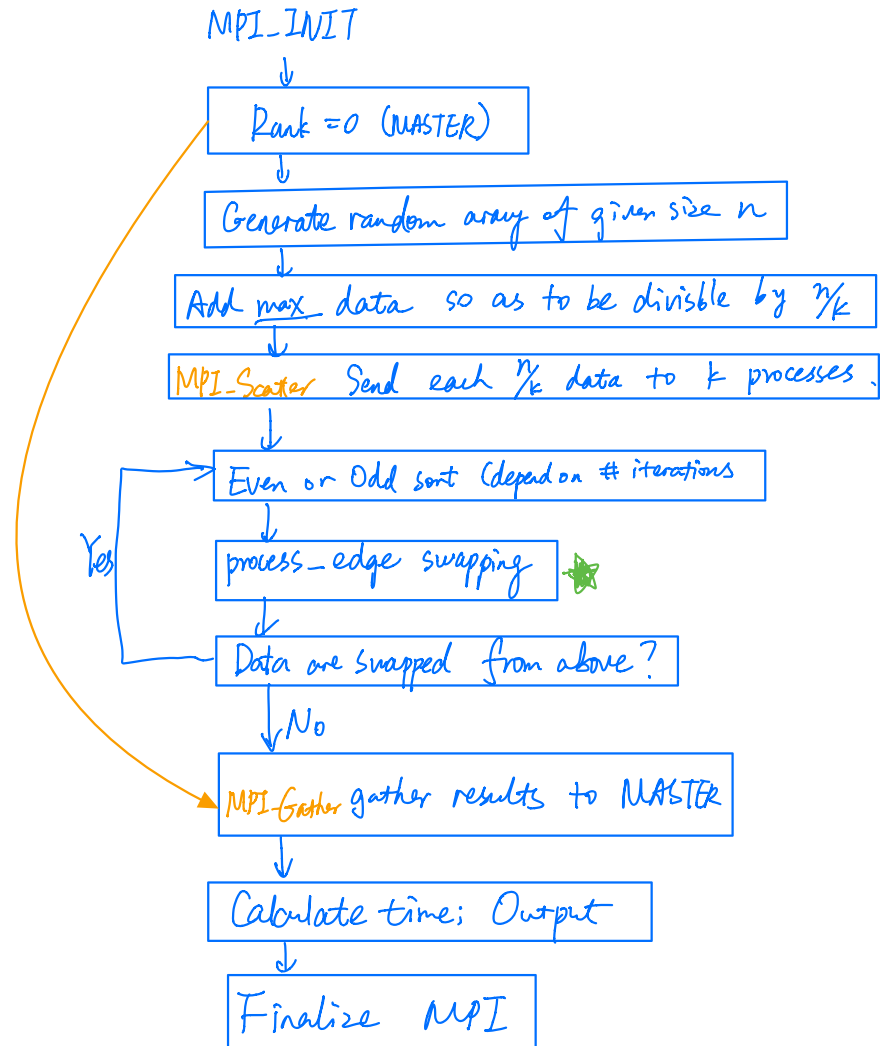 MPI_INIT
Rank = 0 (MASTER)
Generate random array of given size n
Add max data so as to be divisble by n/k
MPI_Scatter Send each n/k data to k processes.
Even or Odd sort (depend on # iterations
process_edge swapping
Yes
Data are swapped from above?
No
MPI_Gather gather results to MASTER
Calculate time; Output
Finalize MPI